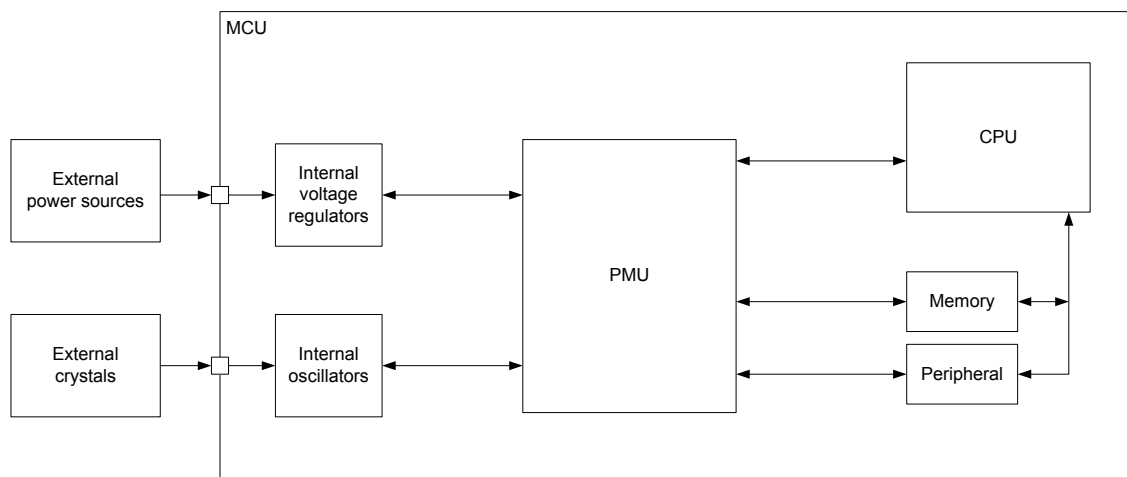 MCU
CPU
External
power sources
Internal
voltage
regulators
PMU
Memory
External
crystals
Internal
oscillators
Peripheral